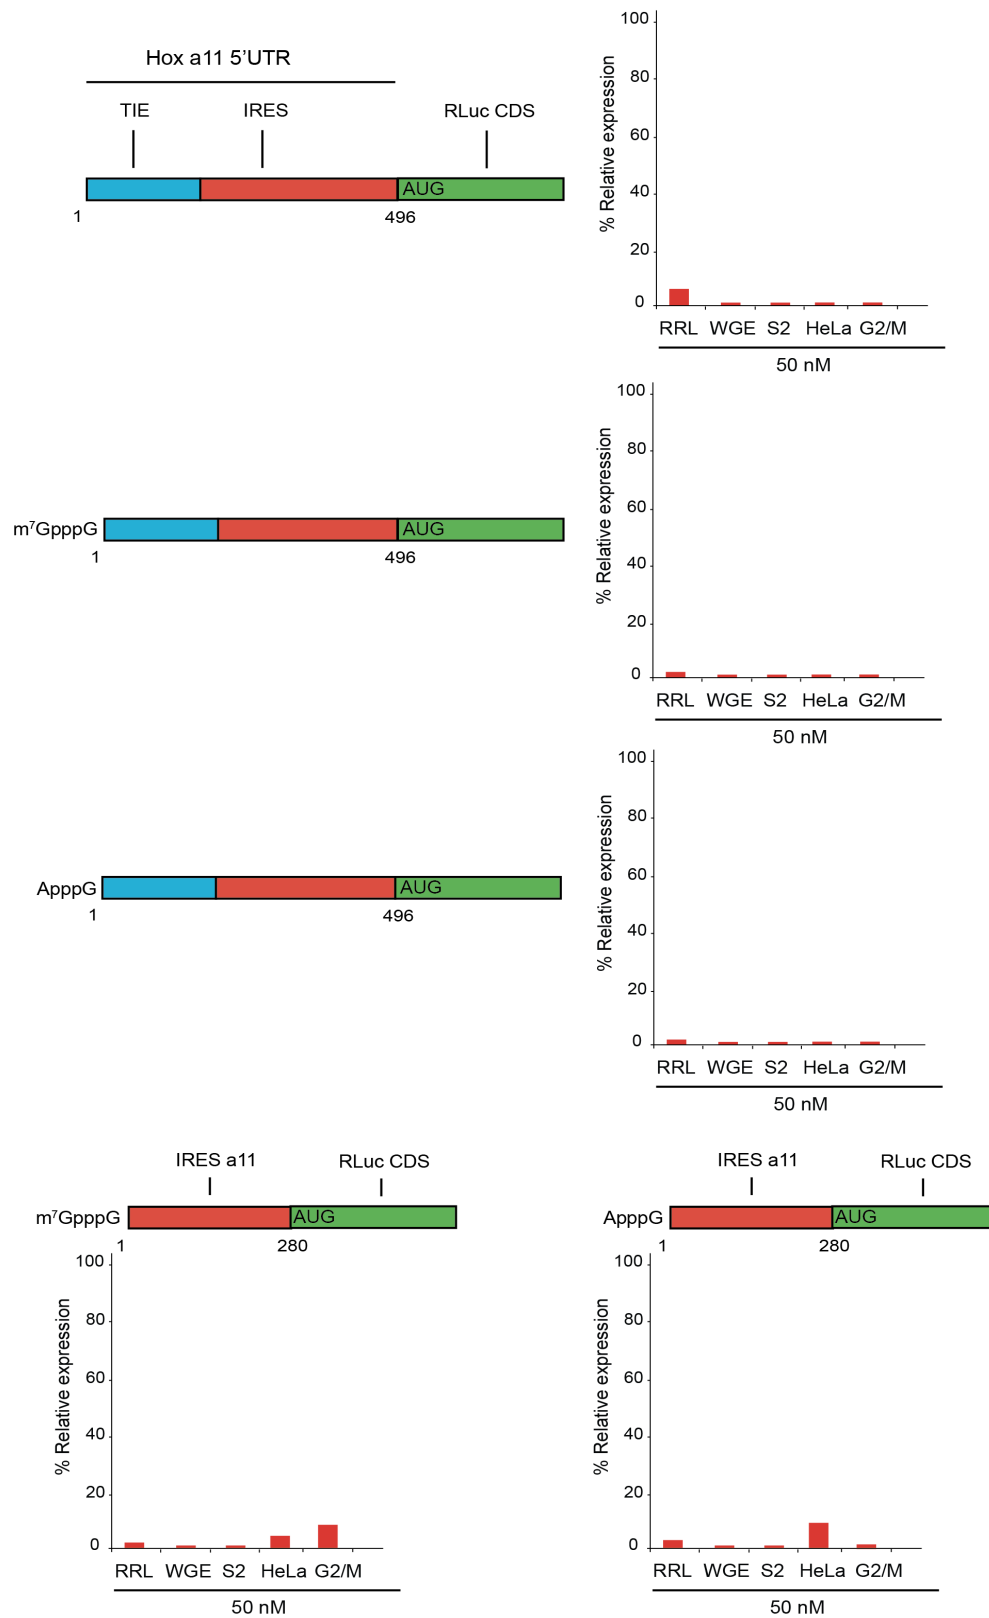 Hox a11 5'UTR
TIE IRES RLuc CDS
AUG
1 496
% Relative expression
100
80
60
40
20
0
RRL WGE S2 HeLa G2/M
50 nM
m⁷GpppG AUG
1 496
% Relative expression
100
80
60
40
20
0
RRL WGE S2 HeLa G2/M
50 nM
ApppG AUG
1 496
% Relative expression
100
80
60
40
20
0
RRL WGE S2 HeLa G2/M
50 nM
IRES a11 RLuc CDS
m⁷GpppG AUG
1 280
% Relative expression
100
80
60
40
20
0
RRL WGE S2 HeLa G2/M
50 nM
IRES a11 RLuc CDS
ApppG AUG
1 280
% Relative expression
100
80
60
40
20
0
RRL WGE S2 HeLa G2/M
50 nM